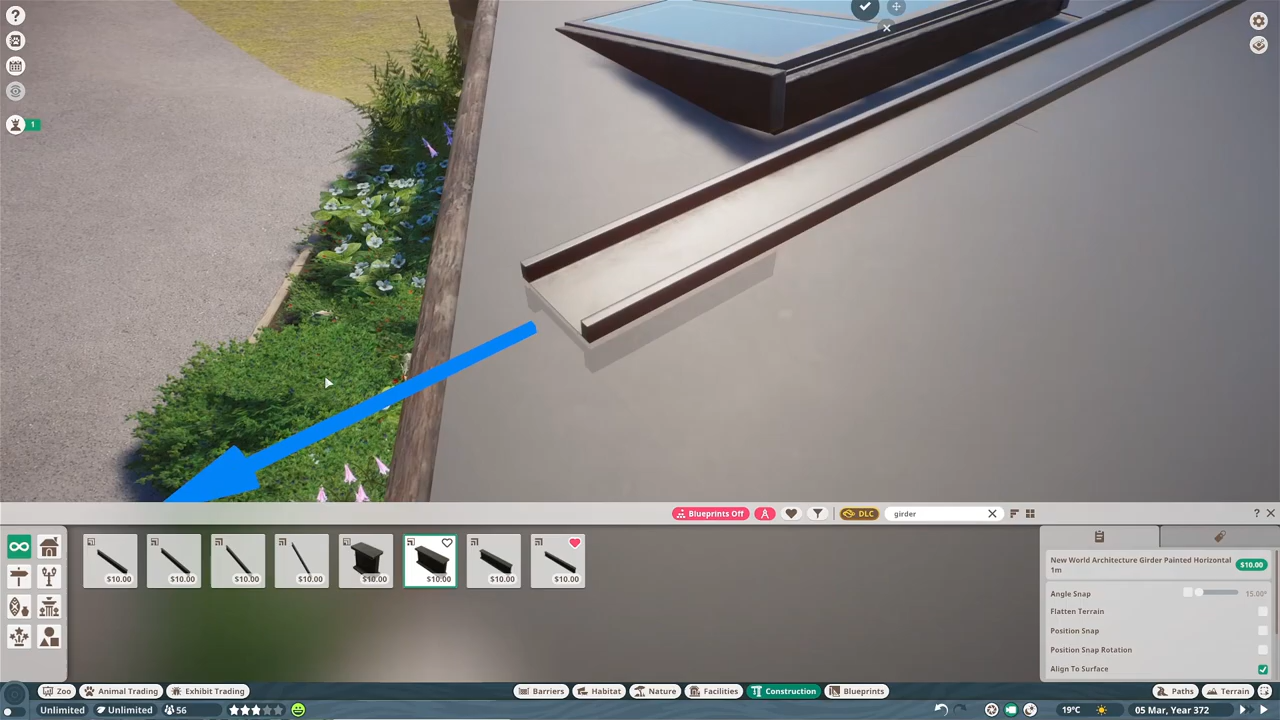 ?
1
Blueprints Off
DLC
girder
?
$10.00
$10.00
$10.00
$10.00
$10.00
$10.00
$10.00
$10.00
New World Architecture Girder Painted Horizontal
1m
$10.00
Angle Snap
15.00°
Flatten Terrain
Position Snap
Position Snap Rotation
Align To Surface
Zoo
Animal Trading
Exhibit Trading
Barriers
Habitat
Nature
Facilities
Construction
Blueprints
Paths
Terrain
Unlimited
Unlimited
56
19°C
05 Mar, Year 372